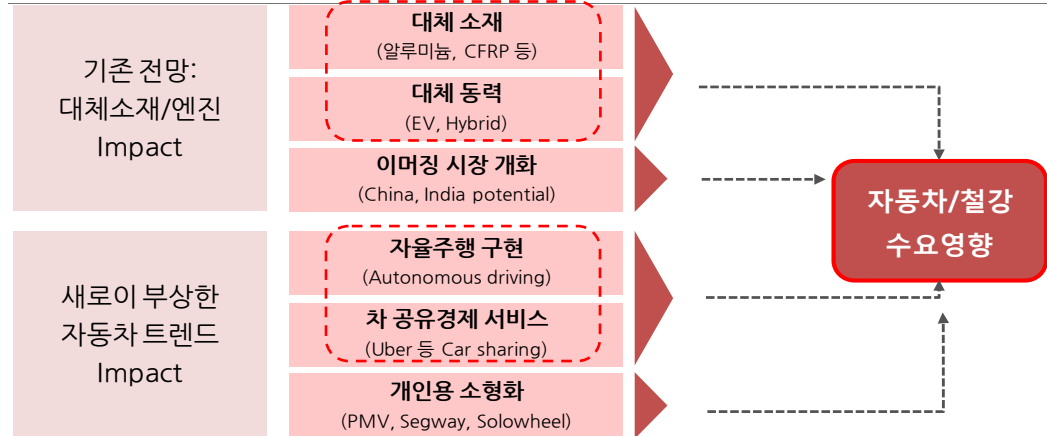 기존 전망:
대체소재/엔진
Impact
대체 소재
(알루미늄, CFRP 등)
대체 동력
(EV, Hybrid)
이머징 시장 개화
(China, India potential)
새로이 부상한
자동차 트렌드
Impact
자율주행 구현
(Autonomous driving)
차 공유경제 서비스
(Uber 등 Car sharing)
개인용 소형화
(PMV, Segway, Solowheel)
자동차/철강
수요영향